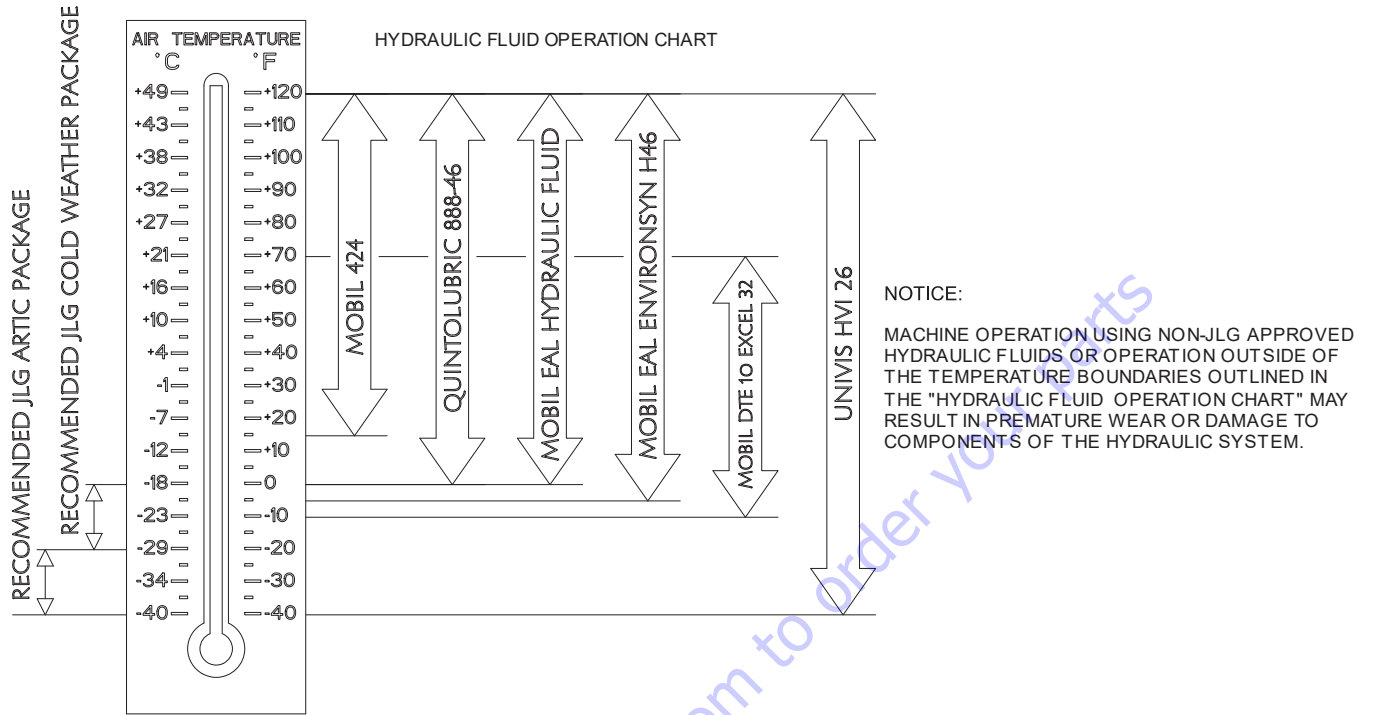 HYDRAULIC FLUID OPERATION CHART
RECOMMENDED JLG ARTIC PACKAGE
RECOMMENDED JLG COLD WEATHER PACKAGE
AIR TEMPERATURE
°C °F
+49 +120
+43 +110
+38 +100
+32 +90
+27 +80
+21 +70
+16 +60
+10 +50
+4 +40
-1 +30
-7 +20
-12 +10
-18 0
-23 -10
-29 -20
-34 -30
-40 -40
MOBIL 424
QUINTOLUBRIC 888-46
MOBIL EAL HYDRAULIC FLUID
MOBIL EAL ENVIRONSYN H46
MOBIL DTE 10 EXCEL 32
UNIVIS HVI 26
NOTICE:
MACHINE OPERATION USING NON-JLG APPROVED
HYDRAULIC FLUIDS OR OPERATION OUTSIDE OF
THE TEMPERATURE BOUNDARIES OUTLINED IN
THE "HYDRAULIC FLUID OPERATION CHART" MAY
RESULT IN PREMATURE WEAR OR DAMAGE TO
COMPONENTS OF THE HYDRAULIC SYSTEM.
to order your parts